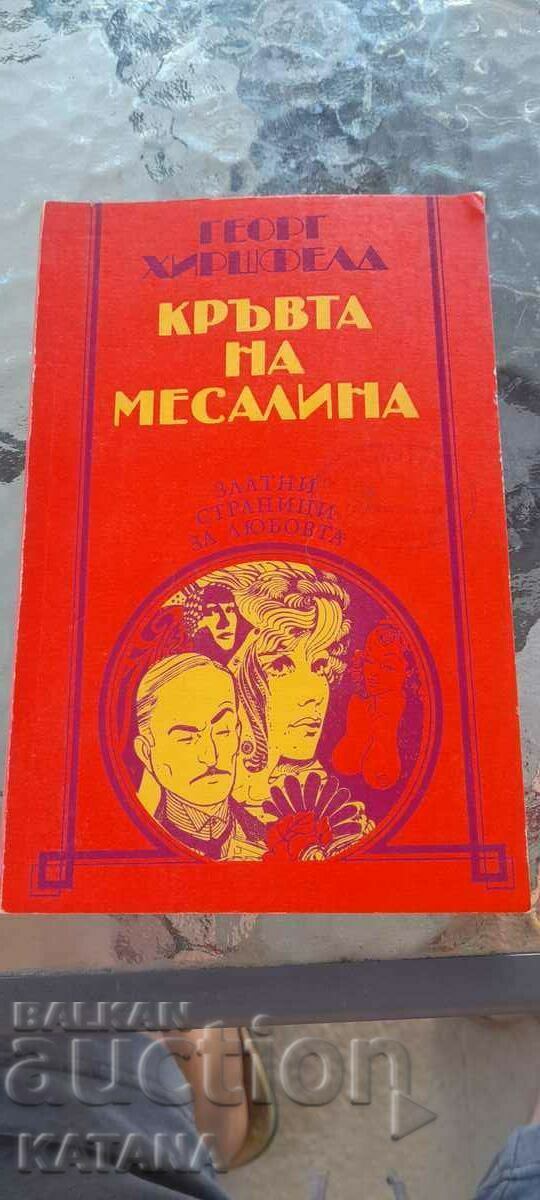 ГЕОРГ
ХИРШФЕЛД
КРЪВТА
НА
МЕСАЛИНА
ЗЛАТНИ
СТРАНИЦИ
ЗА ЛЮБОВТА
BALKAN
auction
KATANA